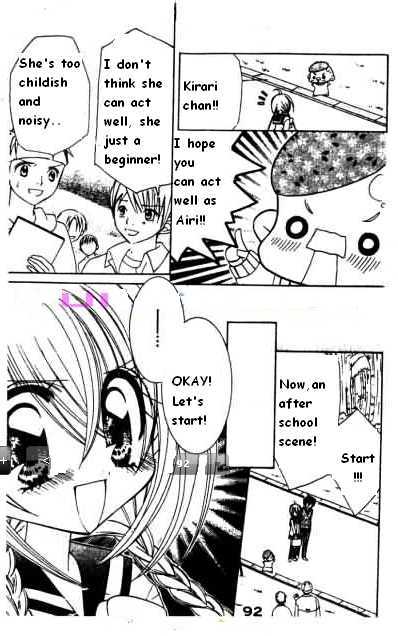 Kirari
chan!!
I hope
you
can act
well as
Airi!!
I don't
think she
can act
well, she
just a
beginner!
She's too
childish
and
noisy..
OKAY!
Let's
start!
Now,an
after
school
scene!
Start
!!!
92
92